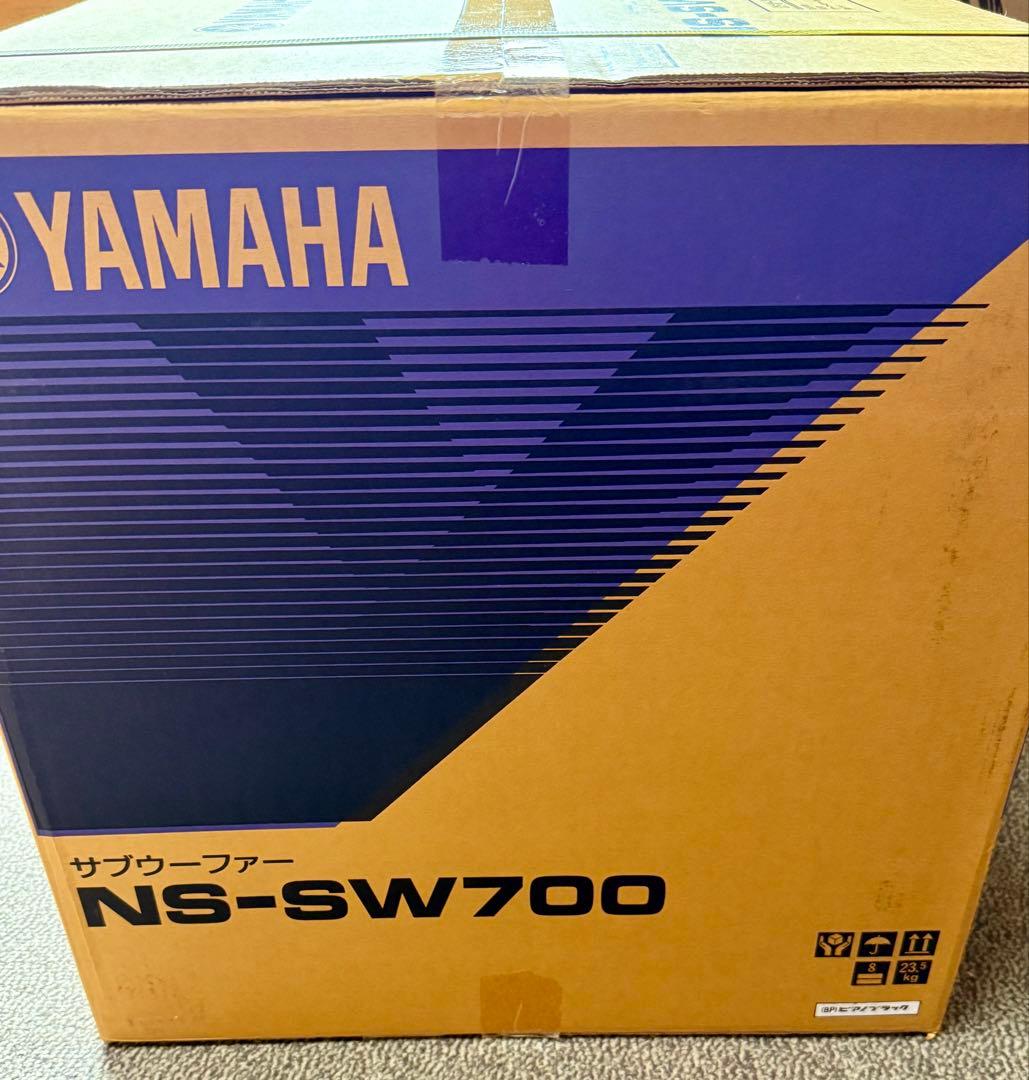 YAMAHA
サブウーファー
NS-SW700
8
23.5
kg
(BP) ピアノブラック